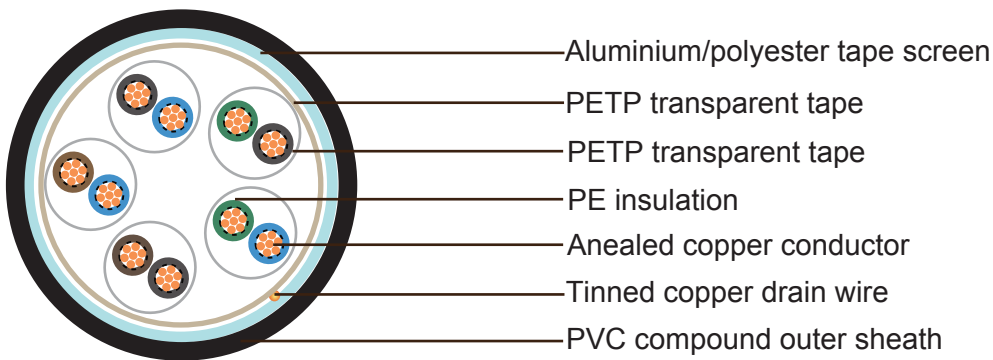 Aluminium/polyester tape screen
PETP transparent tape
PETP transparent tape
PE insulation
Anealed copper conductor
Tinned copper drain wire
PVC compound outer sheath